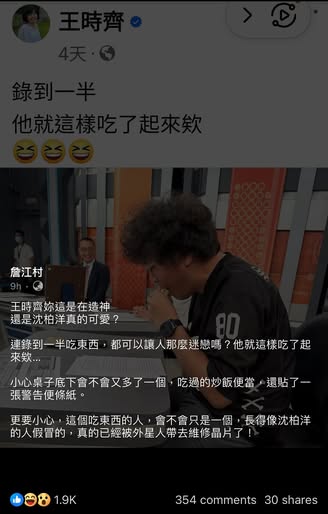 王時齊
4天
錄到一半
他就這樣吃了起來欸
😆😆😆
80
詹江村
9h
王時齊妳這是在造神
還是沈柏洋真的可愛？
連錄到一半吃東西，都可以讓人那麼迷戀嗎？他就這樣吃了起
來欸...
小心桌子底下會不會又多了一個，吃過的炒飯便當，還貼了一
張警告便條紙。
更要小心，這個吃東西的人，會不會只是一個，長得像沈柏洋
的人假冒的，真的已經被外星人帶去維修晶片了！
1.9K
354 comments 30 shares